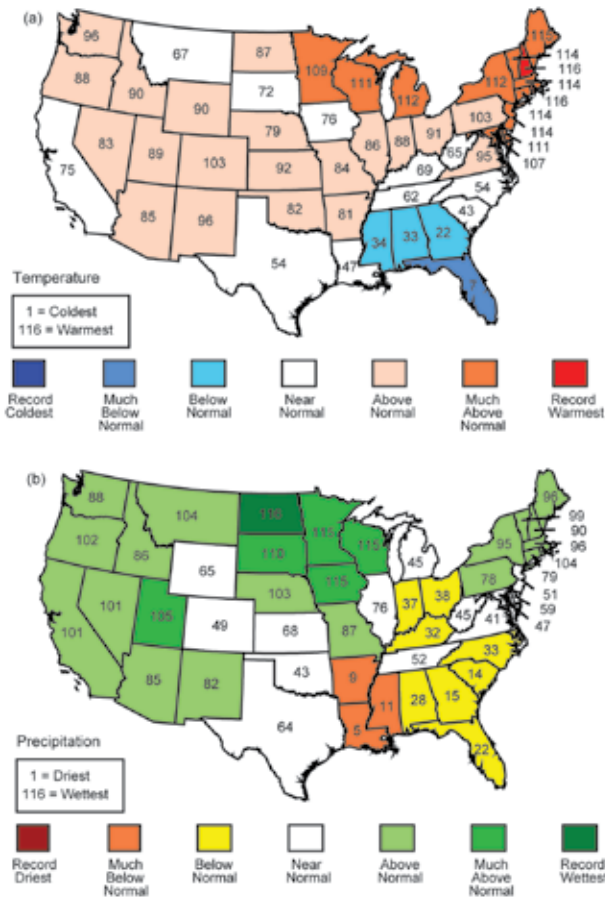 (a)
96
67
87
109
115
114
88
72
111
112
116
90
90
112
114
76
116
79
103
114
83
86
88
91
114
75
89
103
65
95
111
92
84
69
107
62
54
85
96
82
81
43
34
33
22
54
47
7
Temperature
1 = Coldest
116 = Warmest
Record
Coldest
Much
Below
Normal
Below
Normal
Near
Normal
Above
Normal
Much
Above
Normal
Record
Warmest
(b)
88
104
96
99
102
115
90
86
95
96
65
45
104
103
78
79
101
76
37
38
51
101
49
68
87
45
41
59
32
47
33
85
82
43
9
52
14
64
11
28
15
5
22
Precipitation
1 = Driest
116 = Wettest
Record
Driest
Much
Below
Normal
Below
Normal
Near
Normal
Above
Normal
Much
Above
Normal
Record
Wettest